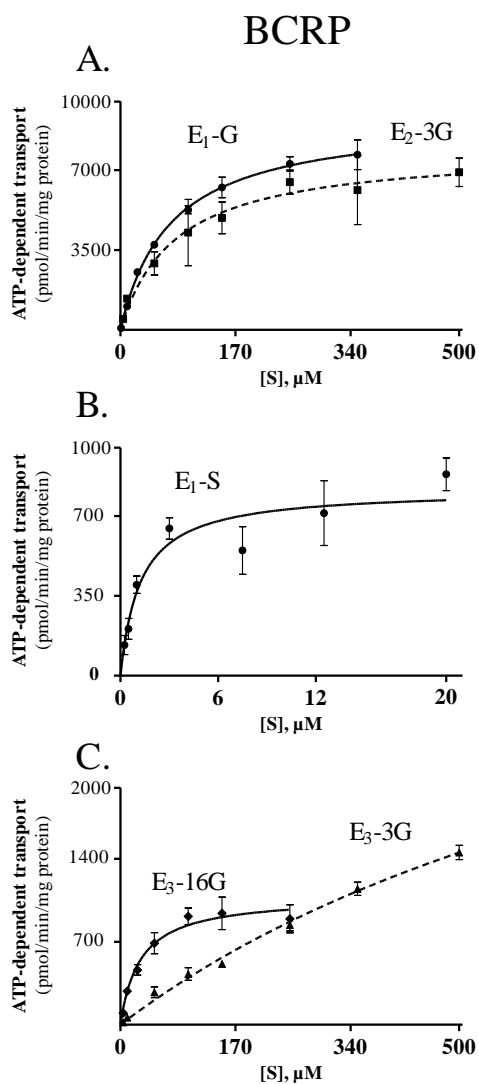 BCRP
A.
ATP-dependent transport
(pmol/min/mg protein)
10000
7000
3500
0
E₁-G
E₂-3G
0 170 340 500
[S], µM
B.
ATP-dependent transport
(pmol/min/mg protein)
1000
700
350
0
E₁-S
0 6 12 20
[S], µM
C.
ATP-dependent transport
(pmol/min/mg protein)
2000
1400
700
E₃-3G
E₃-16G
0 170 340 500
[S], µM